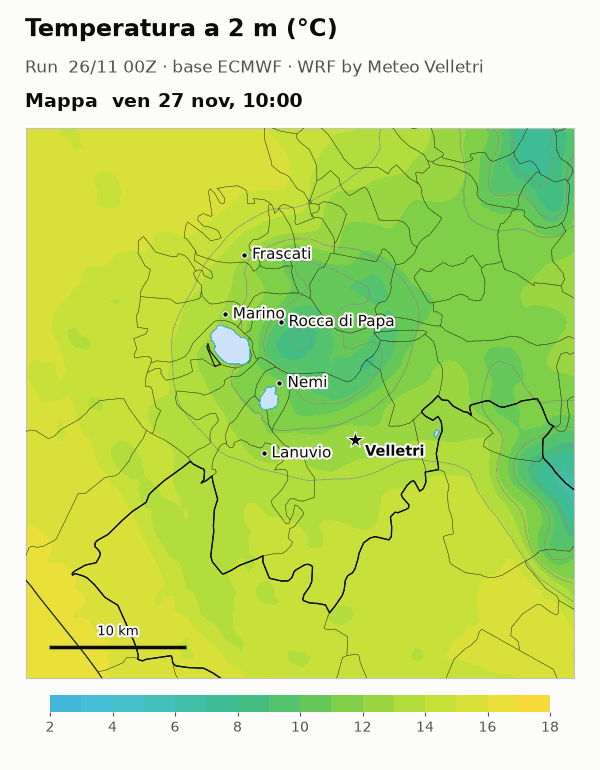 Temperatura a 2 m (°C)
Run 26/11 00Z · base ECMWF · WRF by Meteo Velletri
Mappa ven 27 nov, 10:00
Frascati
Marino
Rocca di Papa
Nemi
Lanuvio
Velletri
10 km
2 4 6 8 10 12 14 16 18